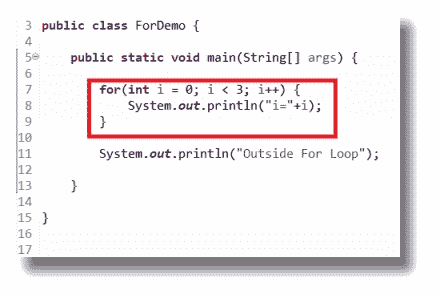 3 public class ForDemo {
4
5 public static void main(String[] args) {
6
7 for(int i = 0; i < 3; i++) {
8 System.out.println("i="+i);
9 }
10
11 System.out.println("Outside For Loop");
12
13 }
14
15 }
16
17